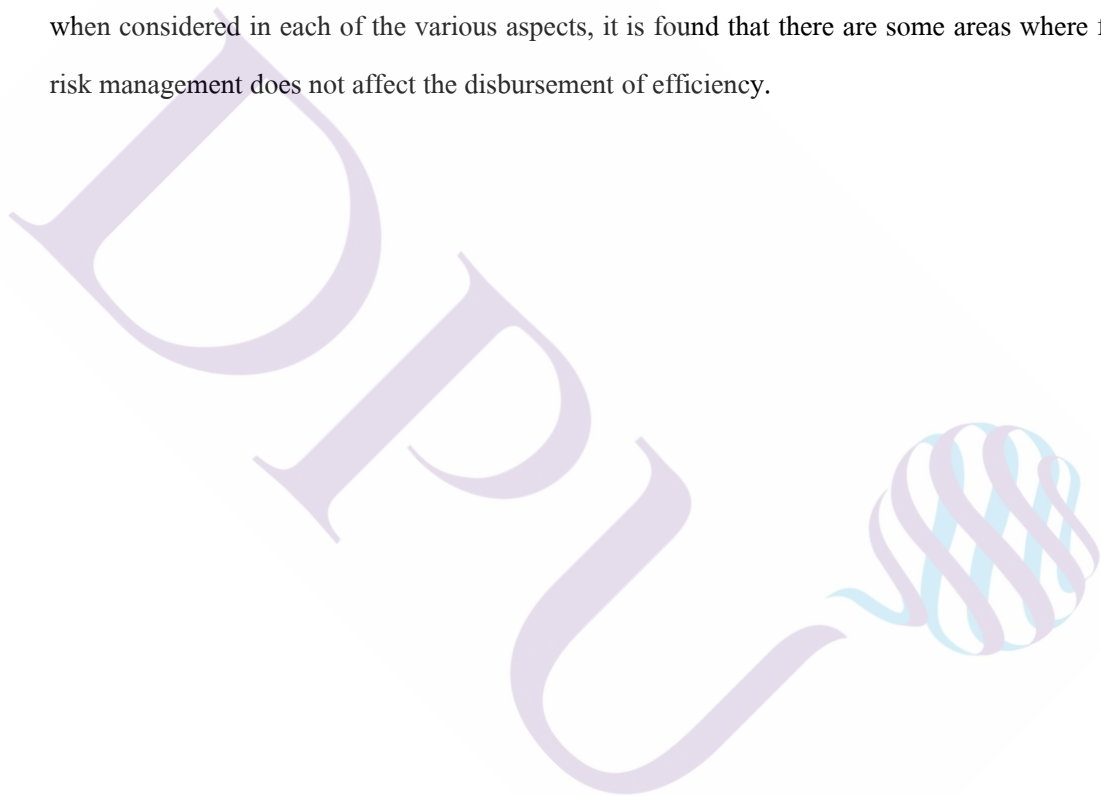 when considered in each of the various aspects, it is found that there are some areas where
risk management does not affect the disbursement of efficiency.
DPU